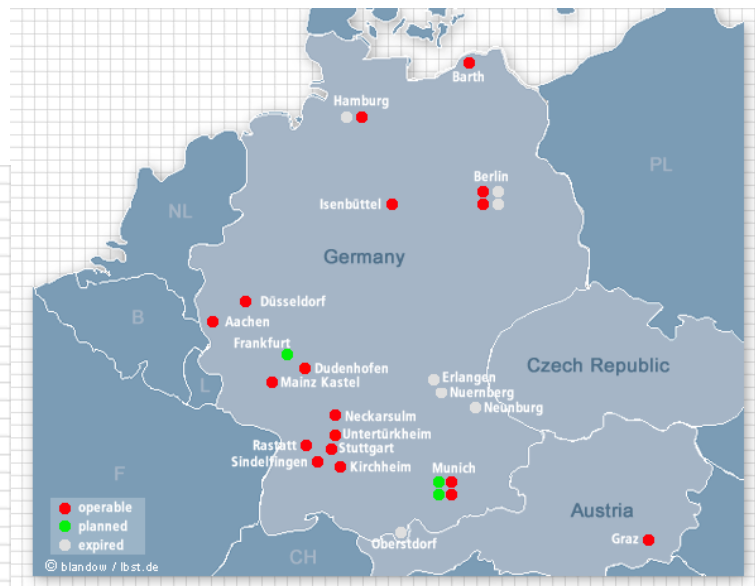 Barth
Hamburg
Berlin
PL
Isenbüttel
NL
Germany
Düsseldorf
B
Aachen
Frankfurt
Dudenhofen
Czech Republic
Erlangen
L
Mainz Kastel
Nuernberg
Neunburg
Neckarsulm
Untertürkheim
Rastatt
Stuttgart
Sindelfingen
Kirchheim
Munich
F
operable
Austria
planned
Graz
expired
Oberstdorf
CH
© blandow / lbst.de